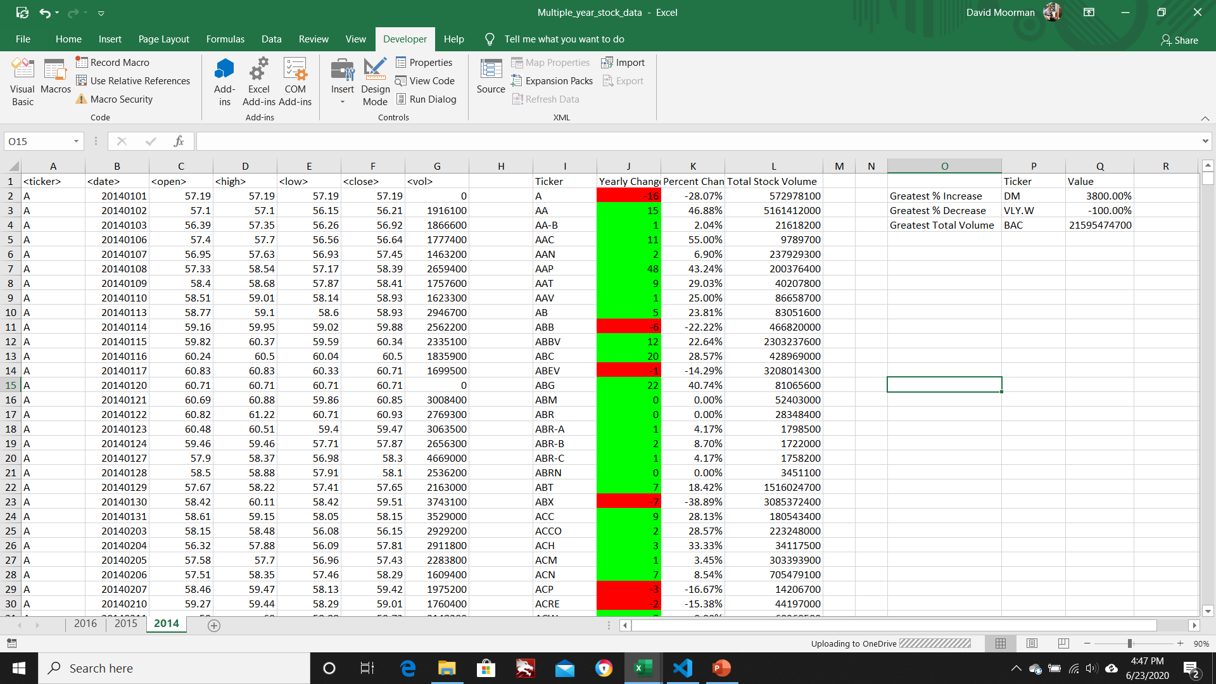 Multiple_year_stock_data - Excel
David Moorman
File Home Insert Page Layout Formulas Data Review View Developer Help Tell me what you want to do
Share
Visual Basic
Macros
Record Macro
Use Relative References
Macro Security
Code
Add-ins
Excel Add-ins
COM Add-ins
Add-ins
Insert
Design Mode
Properties
View Code
Run Dialog
Controls
Source
Map Properties
Expansion Packs
Refresh Data
Import
Export
XML
O15
fx
A B C D E F G H I J K L M N O P Q R
1 <ticker> <date> <open> <high> <low> <close> <vol> Ticker Yearly Change Percent Chan Total Stock Volume Ticker Value
2 A 20140101 57.19 57.19 57.19 57.19 0 A -16 -28.07% 572978100 Greatest % Increase DM 3800.00%
3 A 20140102 57.1 57.1 56.15 56.21 1916100 AA 15 46.88% 5161412000 Greatest % Decrease VLY.W -100.00%
4 A 20140103 56.39 57.35 56.26 56.92 1866600 AA-B 1 2.04% 21618200 Greatest Total Volume BAC 21595474700
5 A 20140106 57.4 57.7 56.56 56.64 1777400 AAC 11 55.00% 9789700
6 A 20140107 56.95 57.63 56.93 57.45 1463200 AAN 2 6.90% 237929300
7 A 20140108 57.33 58.54 57.17 58.39 2659400 AAP 48 43.24% 200376400
8 A 20140109 58.4 58.68 57.87 58.41 1757600 AAT 9 29.03% 40207800
9 A 20140110 58.51 59.01 58.14 58.93 1623300 AAV 1 25.00% 86658700
10 A 20140113 58.77 59.1 58.6 58.93 2946700 AB 5 23.81% 83051600
11 A 20140114 59.16 59.95 59.02 59.88 2562200 ABB -6 -22.22% 466820000
12 A 20140115 59.82 60.37 59.59 60.34 2335100 ABBV 12 22.64% 2303237600
13 A 20140116 60.24 60.5 60.04 60.5 1835900 ABC 20 28.57% 428969000
14 A 20140117 60.83 60.83 60.33 60.71 1699500 ABEV -1 -14.29% 3208014300
15 A 20140120 60.71 60.71 60.71 60.71 0 ABG 22 40.74% 81065600
16 A 20140121 60.69 60.88 59.86 60.85 3008400 ABM 0 0.00% 52403000
17 A 20140122 60.82 61.22 60.71 60.93 2769300 ABR 0 0.00% 28348400
18 A 20140123 60.48 60.51 59.4 59.47 3063500 ABR-A 1 4.17% 1798500
19 A 20140124 59.46 59.46 57.71 57.87 2656300 ABR-B 2 8.70% 1722000
20 A 20140127 57.9 58.37 56.98 58.3 4669000 ABR-C 1 4.17% 1758200
21 A 20140128 58.5 58.88 57.91 58.1 2536200 ABRN 0 0.00% 3451100
22 A 20140129 57.67 58.22 57.41 57.65 2163000 ABT 7 18.42% 1516024700
23 A 20140130 58.42 60.11 58.42 59.51 3743100 ABX -7 -38.89% 3085372400
24 A 20140131 58.61 59.15 58.05 58.15 3529000 ACC 9 28.13% 180543400
25 A 20140203 58.15 58.48 56.08 56.15 2929200 ACCO 2 28.57% 223248000
26 A 20140204 56.32 57.88 56.09 57.81 2911800 ACH 3 33.33% 34117500
27 A 20140205 57.58 57.7 56.96 57.43 2283800 ACM 1 3.45% 303393900
28 A 20140206 57.51 58.35 57.46 58.29 1609400 ACN 7 8.54% 705479100
29 A 20140207 58.46 59.47 58.13 59.42 1975200 ACP -3 -16.67% 14206700
30 A 20140210 59.27 59.44 58.29 59.01 1760400 ACRE -2 -15.38% 44197000
2016 2015 2014
Uploading to OneDrive
90%
Search here
4:47 PM
6/23/2020
2